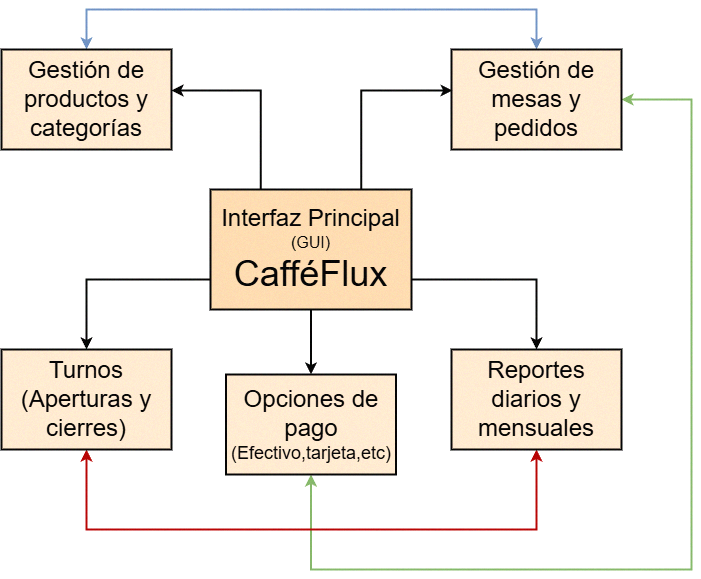 Gestión de
productos y
categorías
Gestión de
mesas y
pedidos
Interfaz Principal
(GUI)
CafféFlux
Turnos
(Aperturas y
cierres)
Opciones de
pago
(Efectivo,tarjeta,etc)
Reportes
diarios y
mensuales